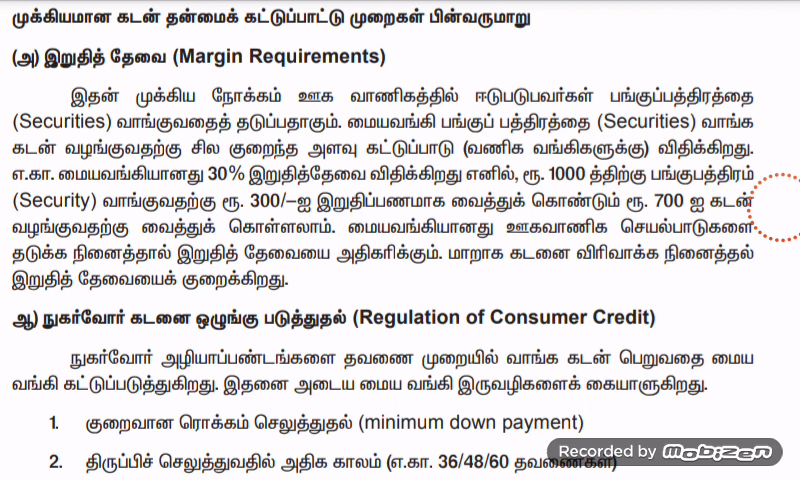 முக்கியமான கடன் தன்மைக் கட்டுப்பாட்டு முறைகள் பின்வருமாறு
(அ) இறுதித் தேவை (Margin Requirements)
இதன் முக்கிய நோக்கம் ஊக வாணிகத்தில் ஈடுபடுபவர்கள் பங்குப்பத்திரத்தை
(Securities) வாங்குவதைத் தடுப்பதாகும். மையவங்கி பங்குப் பத்திரத்தை (Securities) வாங்க
கடன் வழங்குவதற்கு சில குறைந்த அளவு கட்டுப்பாடு (வணிக வங்கிகளுக்கு) விதிக்கிறது.
எ.கா. மையவங்கியானது 30% இறுதித்தேவை விதிக்கிறது எனில், ரூ. 1000 த்திற்கு பங்குபத்திரம்
(Security) வாங்குவதற்கு ரூ. 300/–ஐ இறுதிப்பணமாக வைத்துக் கொண்டும் ரூ. 700 ஐ கடன்
வழங்குவதற்கு வைத்துக் கொள்ளலாம். மையவங்கியானது ஊகவாணிக செயல்பாடுகளை
தடுக்க நினைத்தால் இறுதித் தேவையை அதிகரிக்கும். மாறாக கடனை விரிவாக்க நினைத்தல்
இறுதித் தேவையைக் குறைக்கிறது.
ஆ) நுகர்வோர் கடனை ஒழுங்கு படுத்துதல் (Regulation of Consumer Credit)
நுகர்வோர் அழியாப்பண்டங்களை தவணை முறையில் வாங்க கடன் பெறுவதை மைய
வங்கி கட்டுப்படுத்துகிறது. இதனை அடைய மைய வங்கி இருவழிகளைக் கையாளுகிறது.
1. குறைவான ரொக்கம் செலுத்துதல் (minimum down payment)
2. திருப்பிச் செலுத்துவதில் அதிக காலம் (எ.கா. 36/48/60 தவணைகள்)
Recorded by mobizen